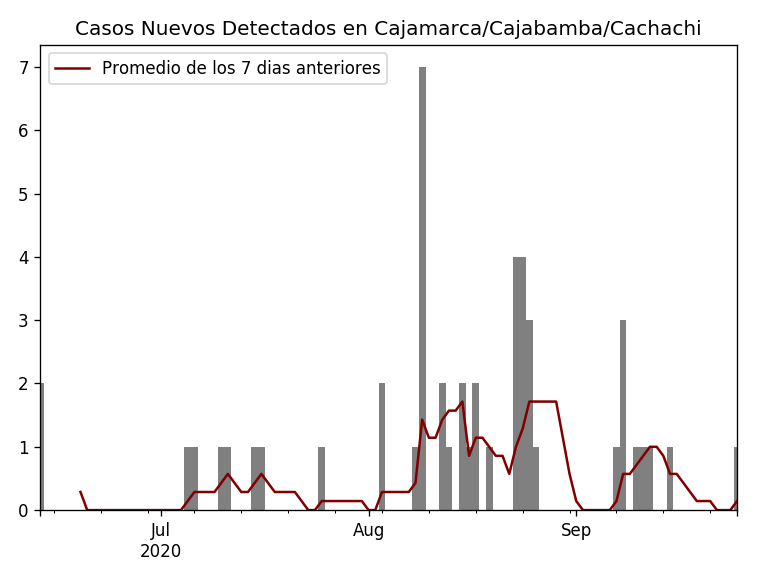 Casos Nuevos Detectados en Cajamarca/Cajabamba/Cachachi
Promedio de los 7 dias anteriores
7
6
5
4
3
2
1
0
Jul
2020
Aug
Sep